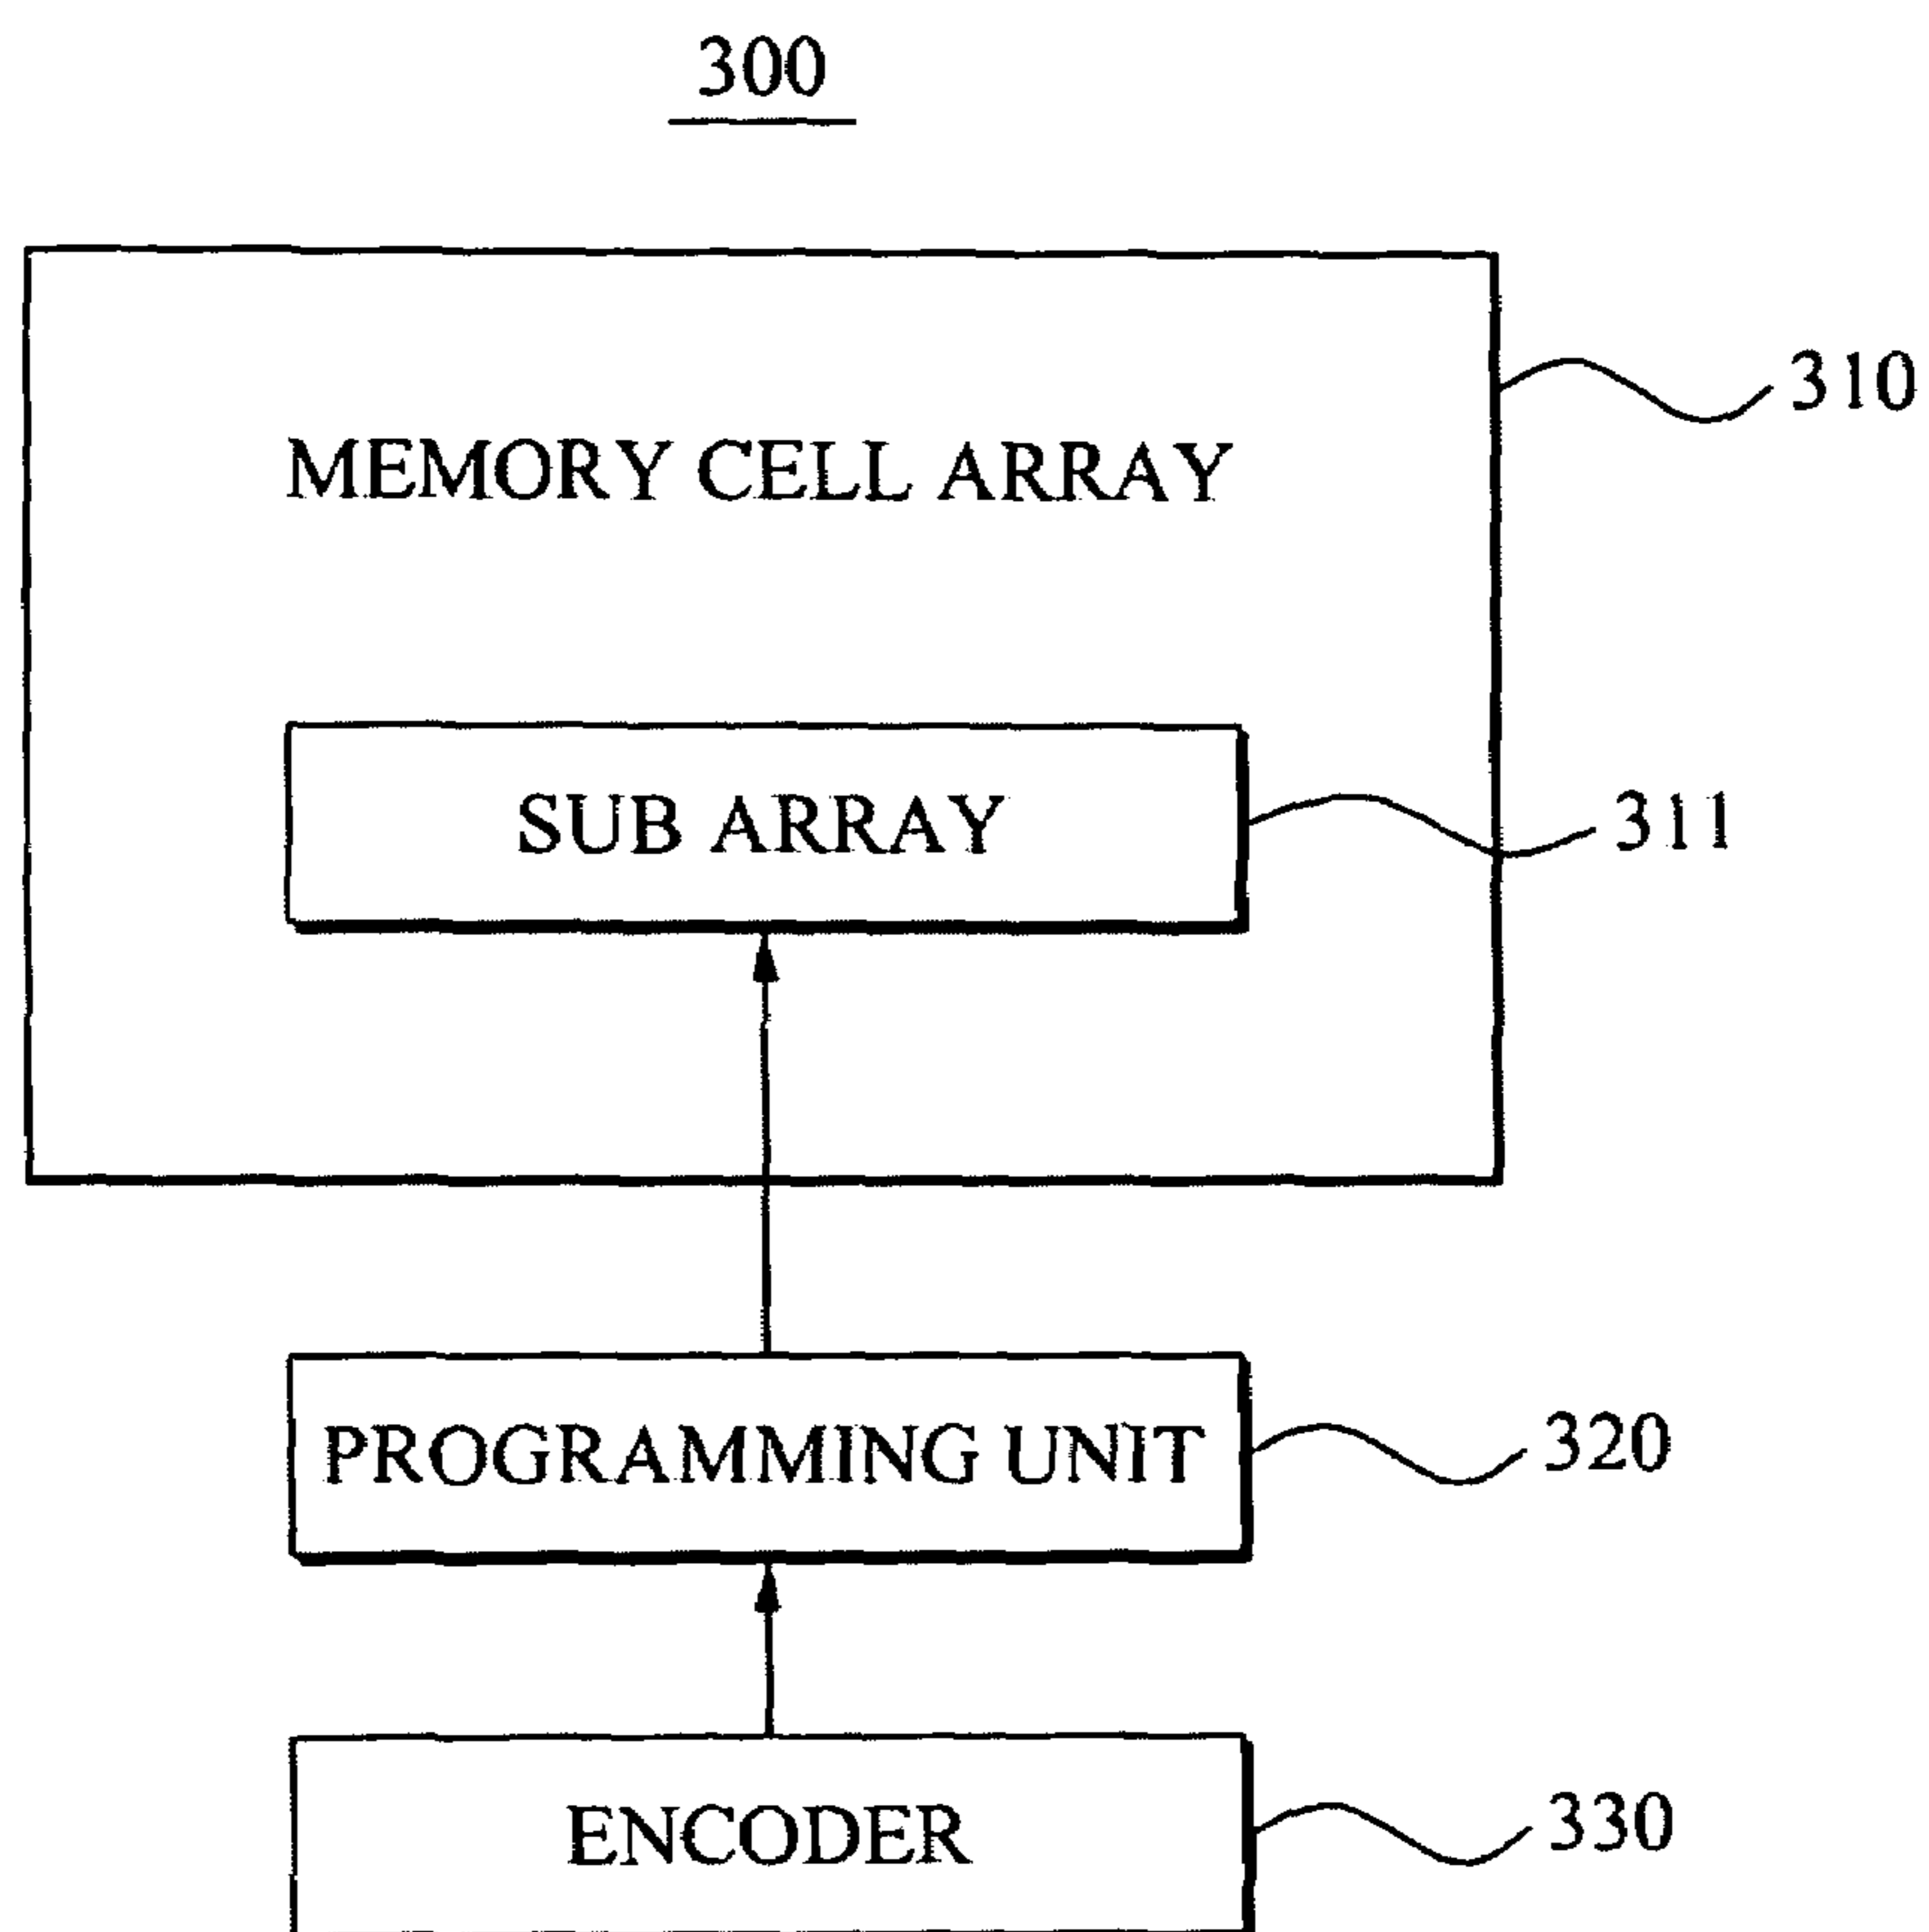 300
310
MEMORY CELL ARRAY
SUB ARRAY
311
PROGRAMMING UNIT
320
ENCODER
330